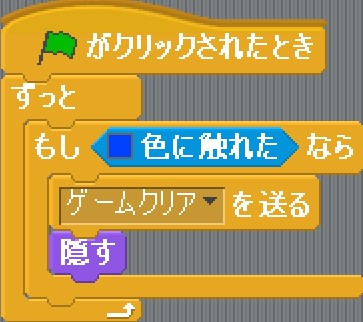 がクリックされたとき
ずっと
もし 色に触れた なら
ゲームクリア を送る
隠す